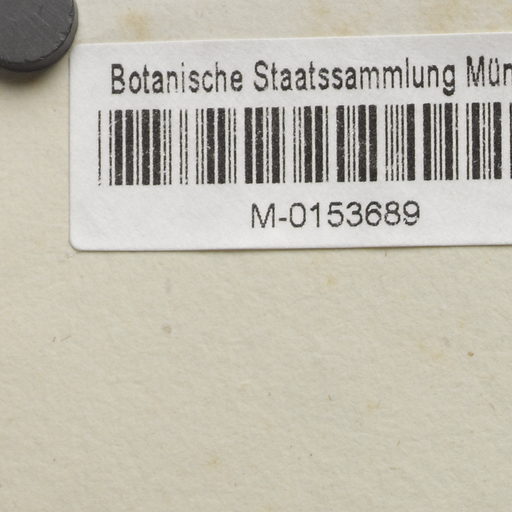 Botanische Staatssammlung Mün
M-0153689